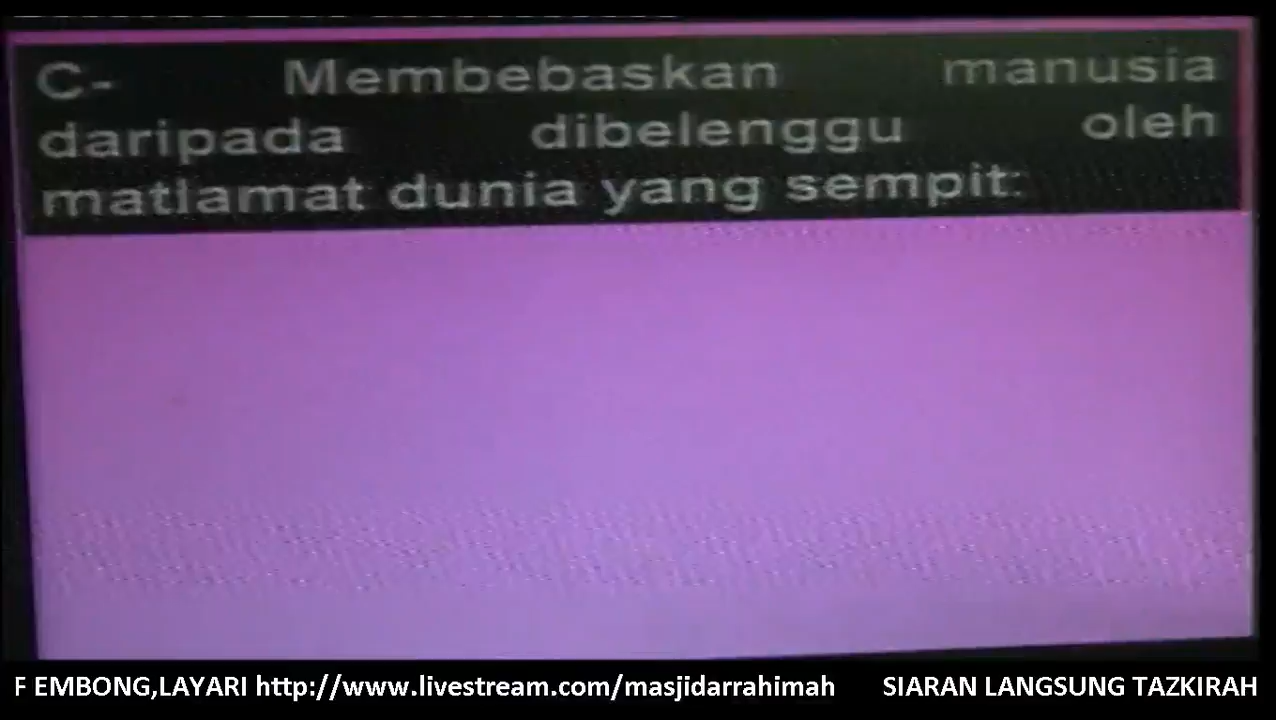 C- Membebaskan manusia
daripada dibelenggu oleh
matlamat dunia yang sempit:
F EMBONG,LAYARI http://www.livestream.com/masjidarrahimah SIARAN LANGSUNG TAZKIRAH